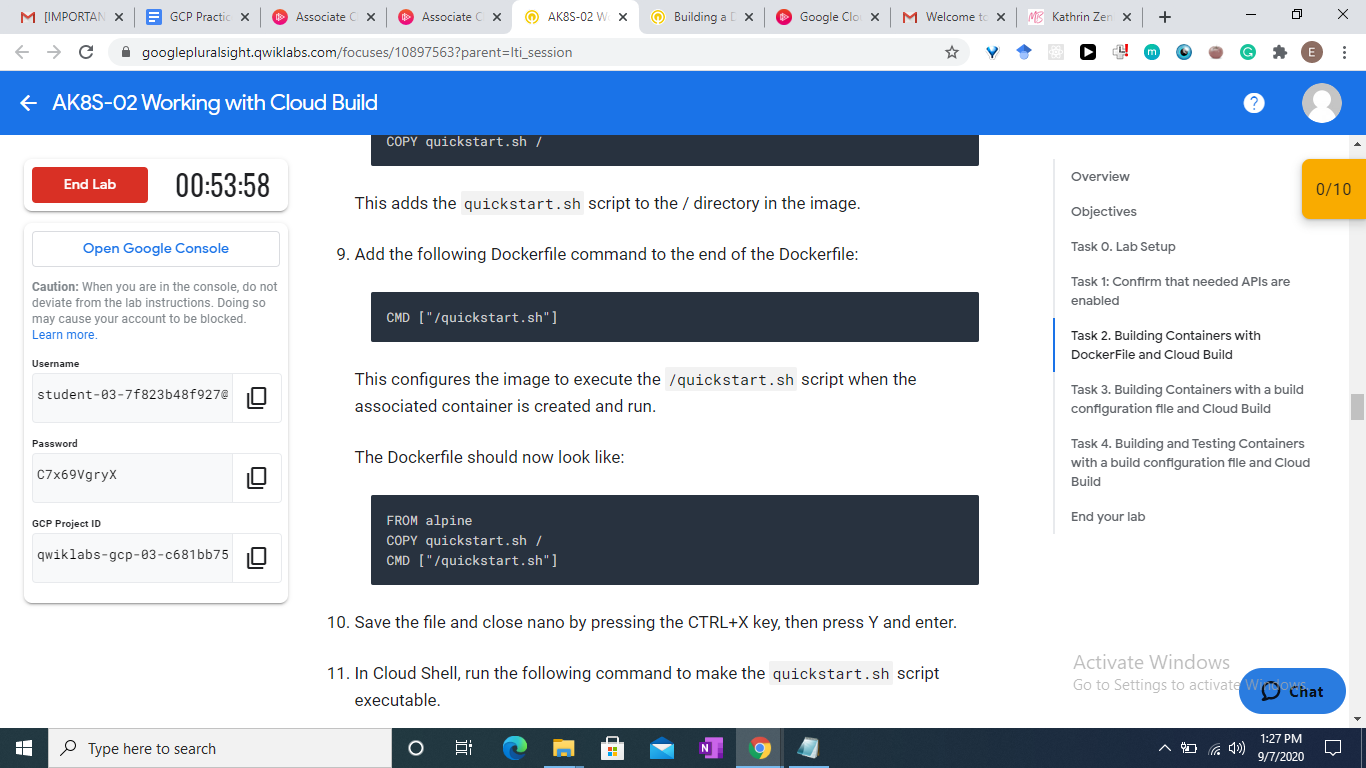 [IMPORTAN
GCP Practic
Associate C
Associate C
AK8S-02 W
Building a D
Google Clo
Welcome to
Kathrin Zen
googlepluralsight.qwiklabs.com/focuses/10897563?parent=lti_session
AK8S-02 Working with Cloud Build
End Lab
00:53:58
Open Google Console
Caution: When you are in the console, do not
deviate from the lab instructions. Doing so
may cause your account to be blocked.
Learn more.
Username
student-03-7f823b48f927@
Password
C7x69VgryX
GCP Project ID
qwiklabs-gcp-03-c681bb75
COPY quickstart.sh /
This adds the quickstart.sh script to the / directory in the image.
9. Add the following Dockerfile command to the end of the Dockerfile:
CMD ["/quickstart.sh"]
This configures the image to execute the /quickstart.sh script when the
associated container is created and run.
The Dockerfile should now look like:
FROM alpine
COPY quickstart.sh /
CMD ["/quickstart.sh"]
10. Save the file and close nano by pressing the CTRL+X key, then press Y and enter.
11. In Cloud Shell, run the following command to make the quickstart.sh script
executable.
Overview
Objectives
Task 0. Lab Setup
Task 1: Confirm that needed APIs are
enabled
Task 2. Building Containers with
DockerFile and Cloud Build
Task 3. Building Containers with a build
configuration file and Cloud Build
Task 4. Building and Testing Containers
with a build configuration file and Cloud
Build
End your lab
0/10
Activate Windows
Go to Settings to activate Windows.
Chat
Type here to search
1:27 PM
9/7/2020